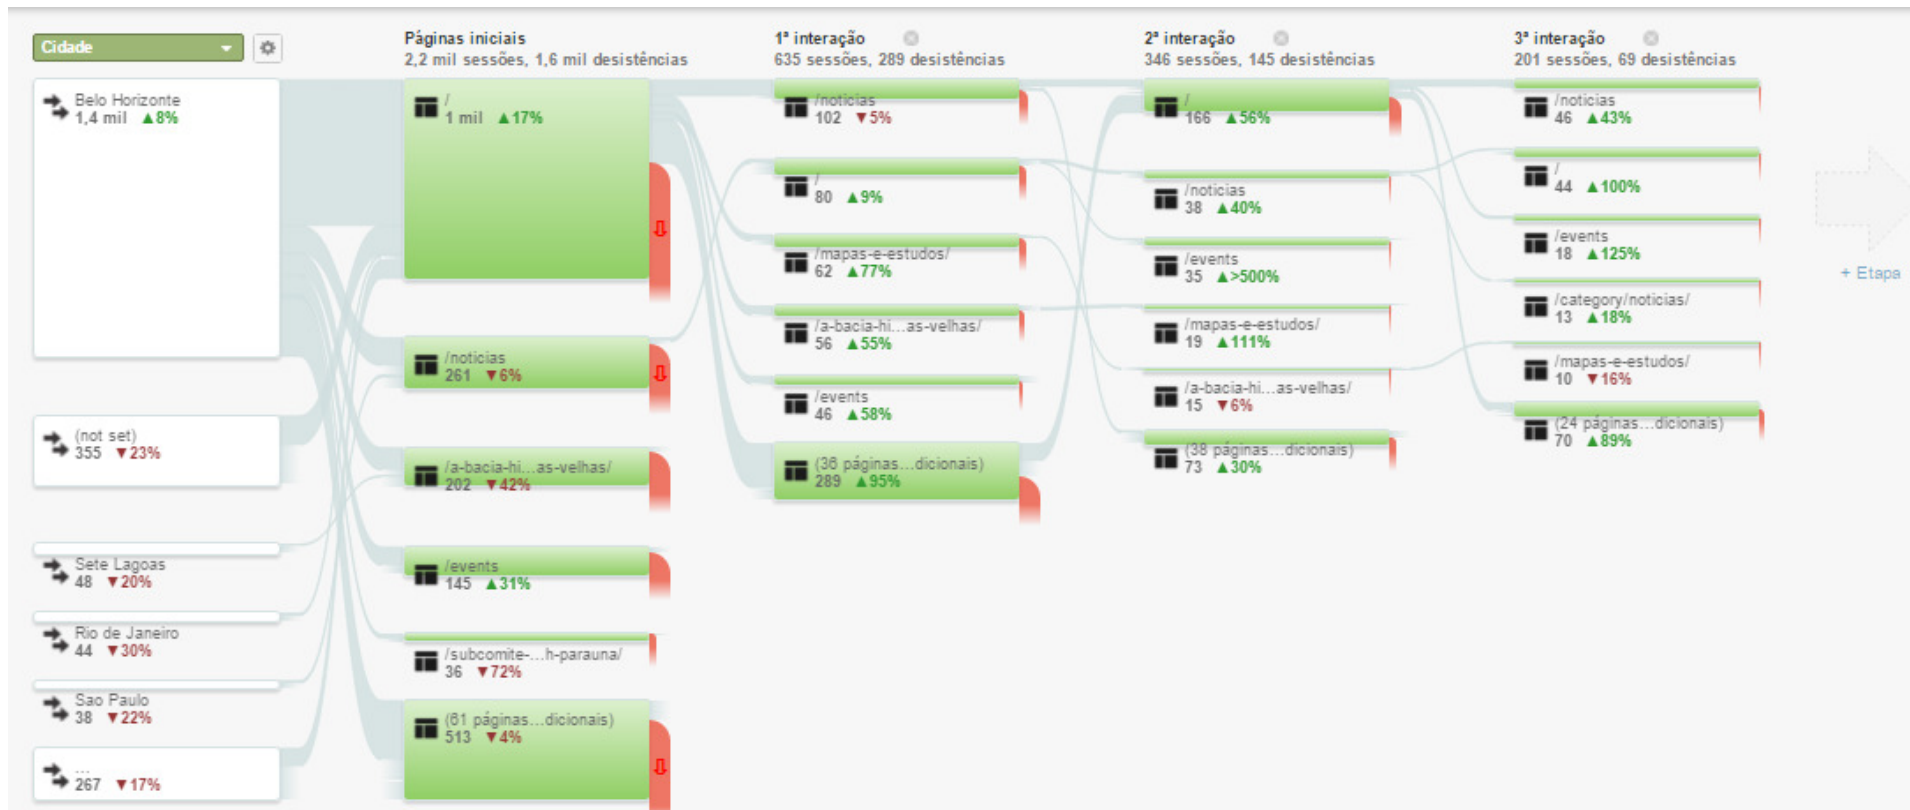 Cidade
Belo Horizonte
1,4 mil ▲8%
(not set)
355 ▼23%
Sete Lagoas
48 ▼20%
Rio de Janeiro
44 ▼30%
Sao Paulo
38 ▼22%
...
267 ▼17%
Páginas iniciais
2,2 mil sessões, 1,6 mil desistências
/
1 mil ▲17%
/noticias
261 ▼6%
/a-bacia-hi...as-velhas/
202 ▼42%
/events
145 ▲31%
/subcomite-...h-parauna/
36 ▼72%
(61 páginas...dicionais)
513 ▼4%
1ª interação
635 sessões, 289 desistências
/noticias
102 ▼5%
/
80 ▲9%
/mapas-e-estudos/
62 ▲77%
/a-bacia-hi...as-velhas/
56 ▲55%
/events
46 ▲58%
(36 páginas...dicionais)
289 ▲95%
2ª interação
346 sessões, 145 desistências
/
166 ▲56%
/noticias
38 ▲40%
/events
35 ▲>500%
/mapas-e-estudos/
19 ▲111%
/a-bacia-hi...as-velhas/
15 ▼6%
(38 páginas...dicionais)
73 ▲30%
3ª interação
201 sessões, 69 desistências
/noticias
46 ▲43%
/
44 ▲100%
/events
18 ▲125%
/category/noticias/
13 ▲18%
/mapas-e-estudos/
10 ▼16%
(24 páginas...dicionais)
70 ▲89%
+ Etapa